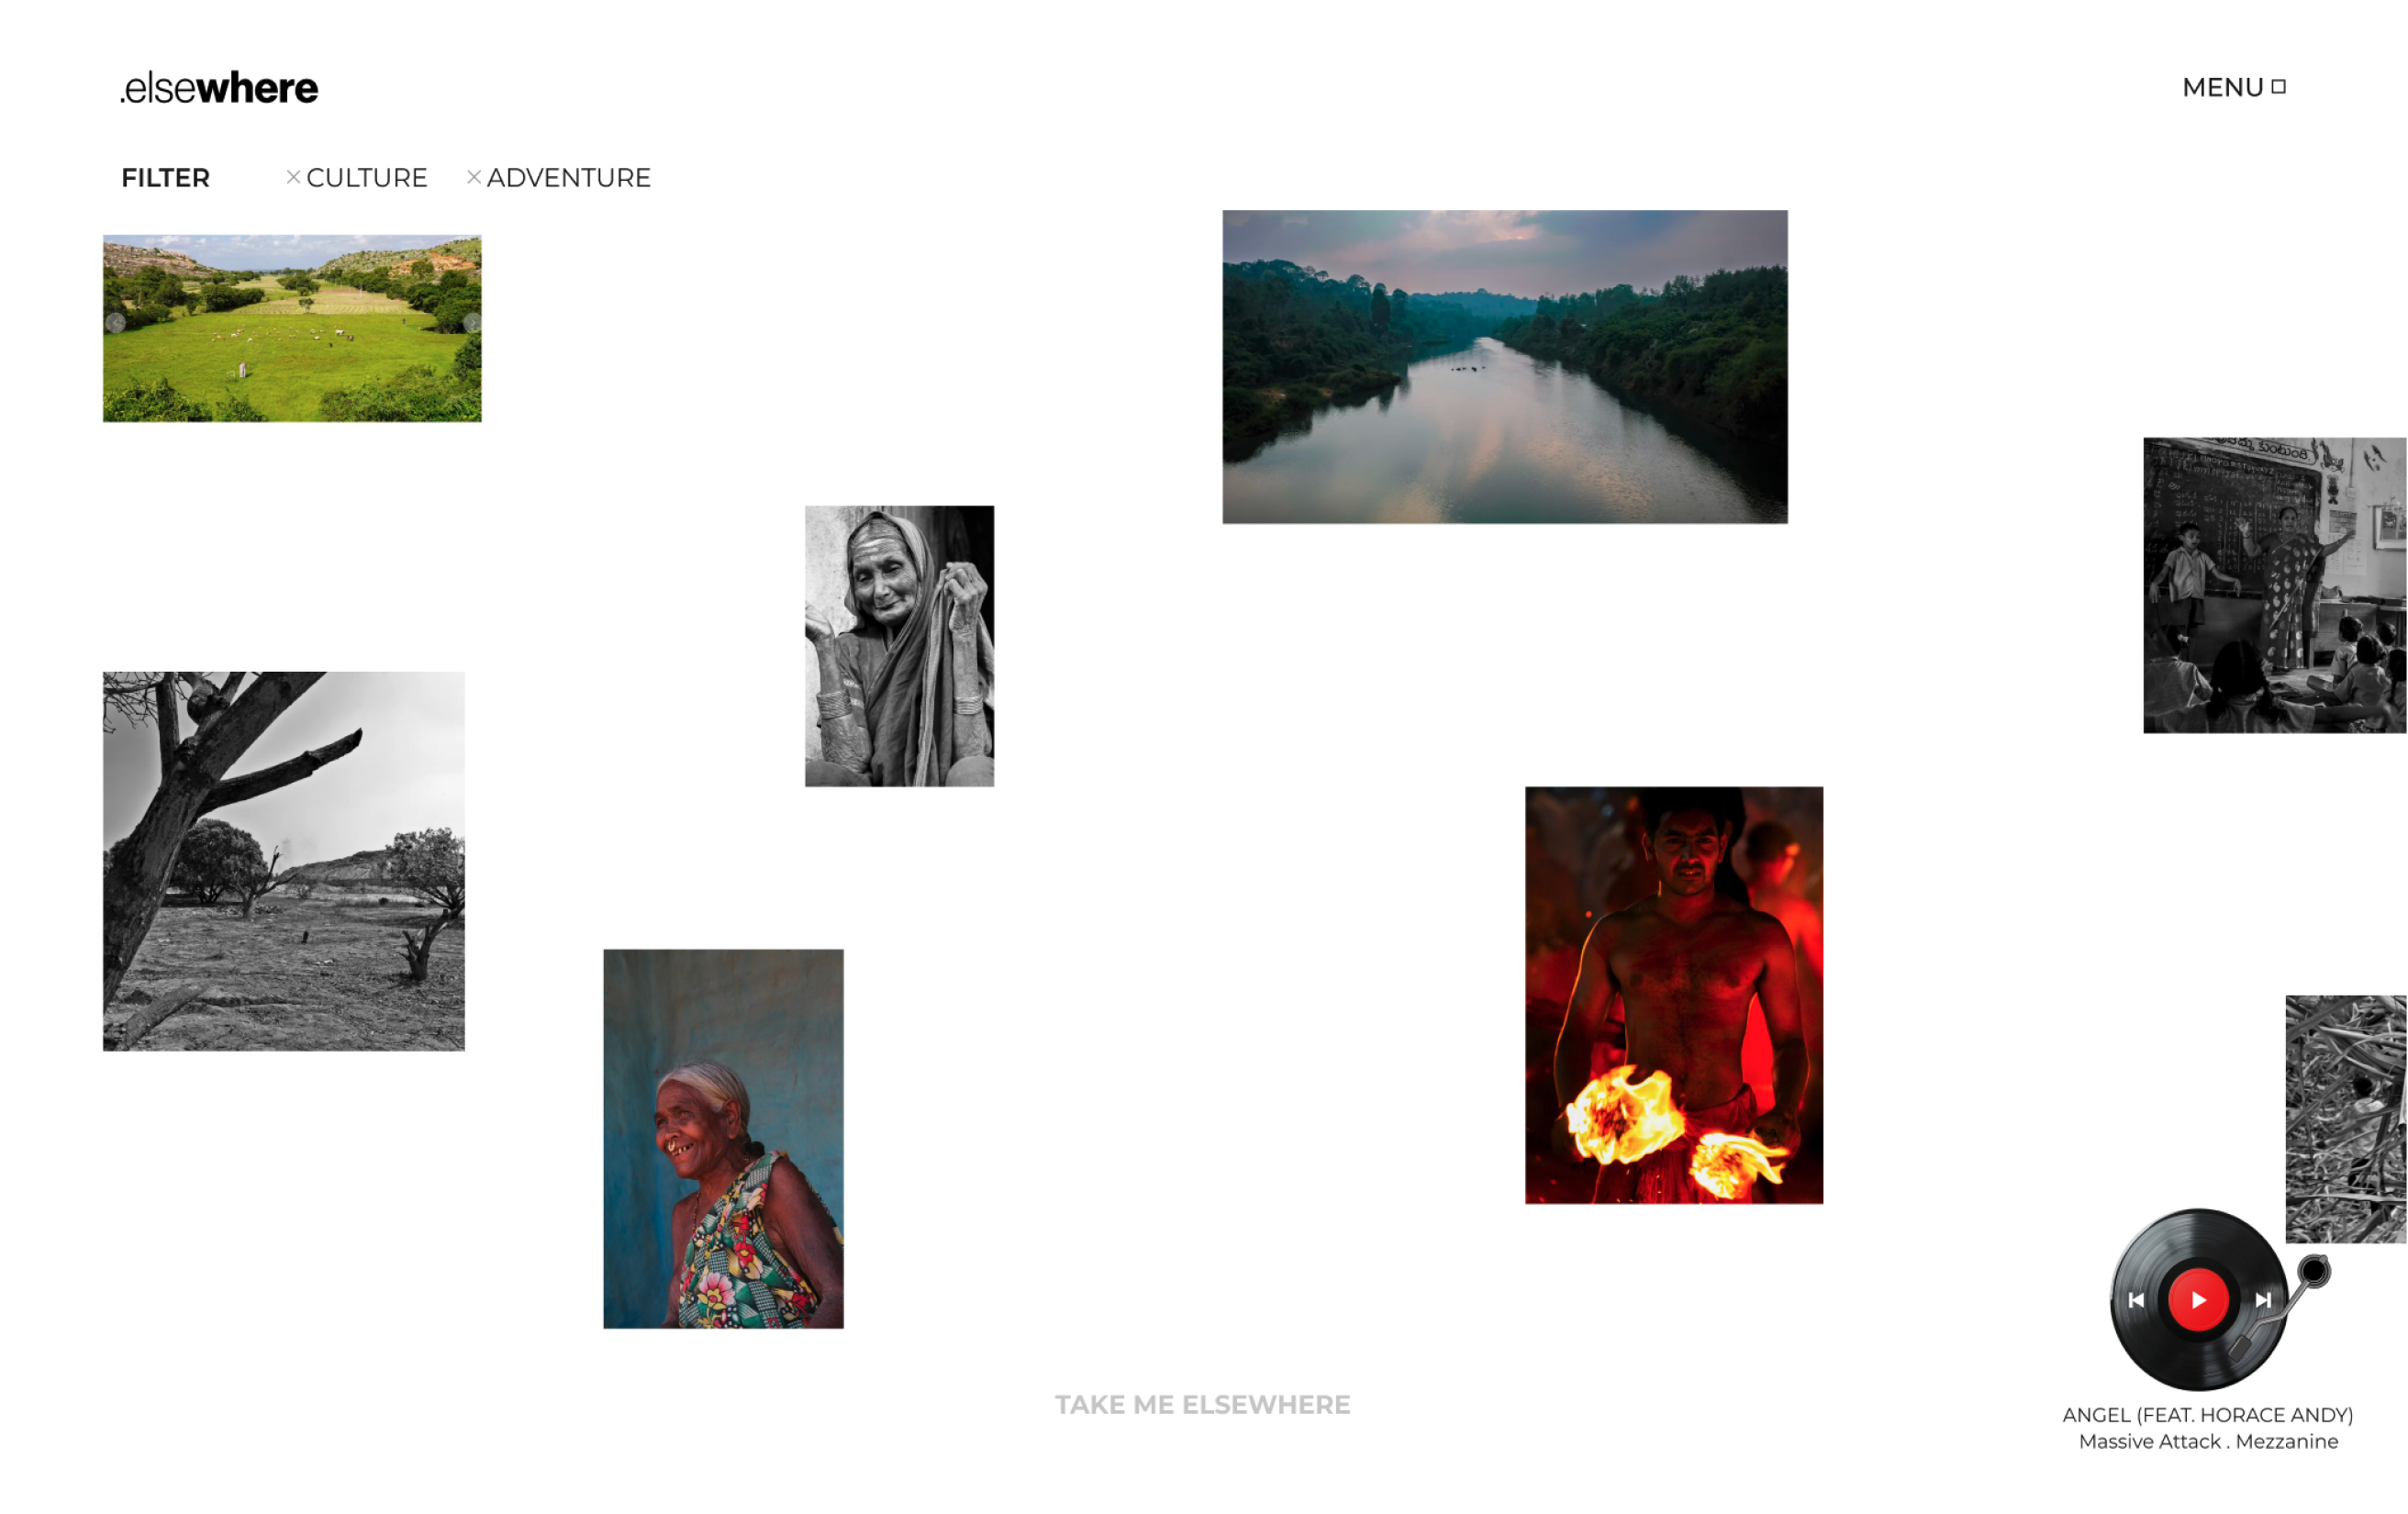 .elsewhere
MENU
FILTER
CULTURE
ADVENTURE
TAKE ME ELSEWHERE
ANGEL (FEAT. HORACE ANDY)
Massive Attack . Mezzanine